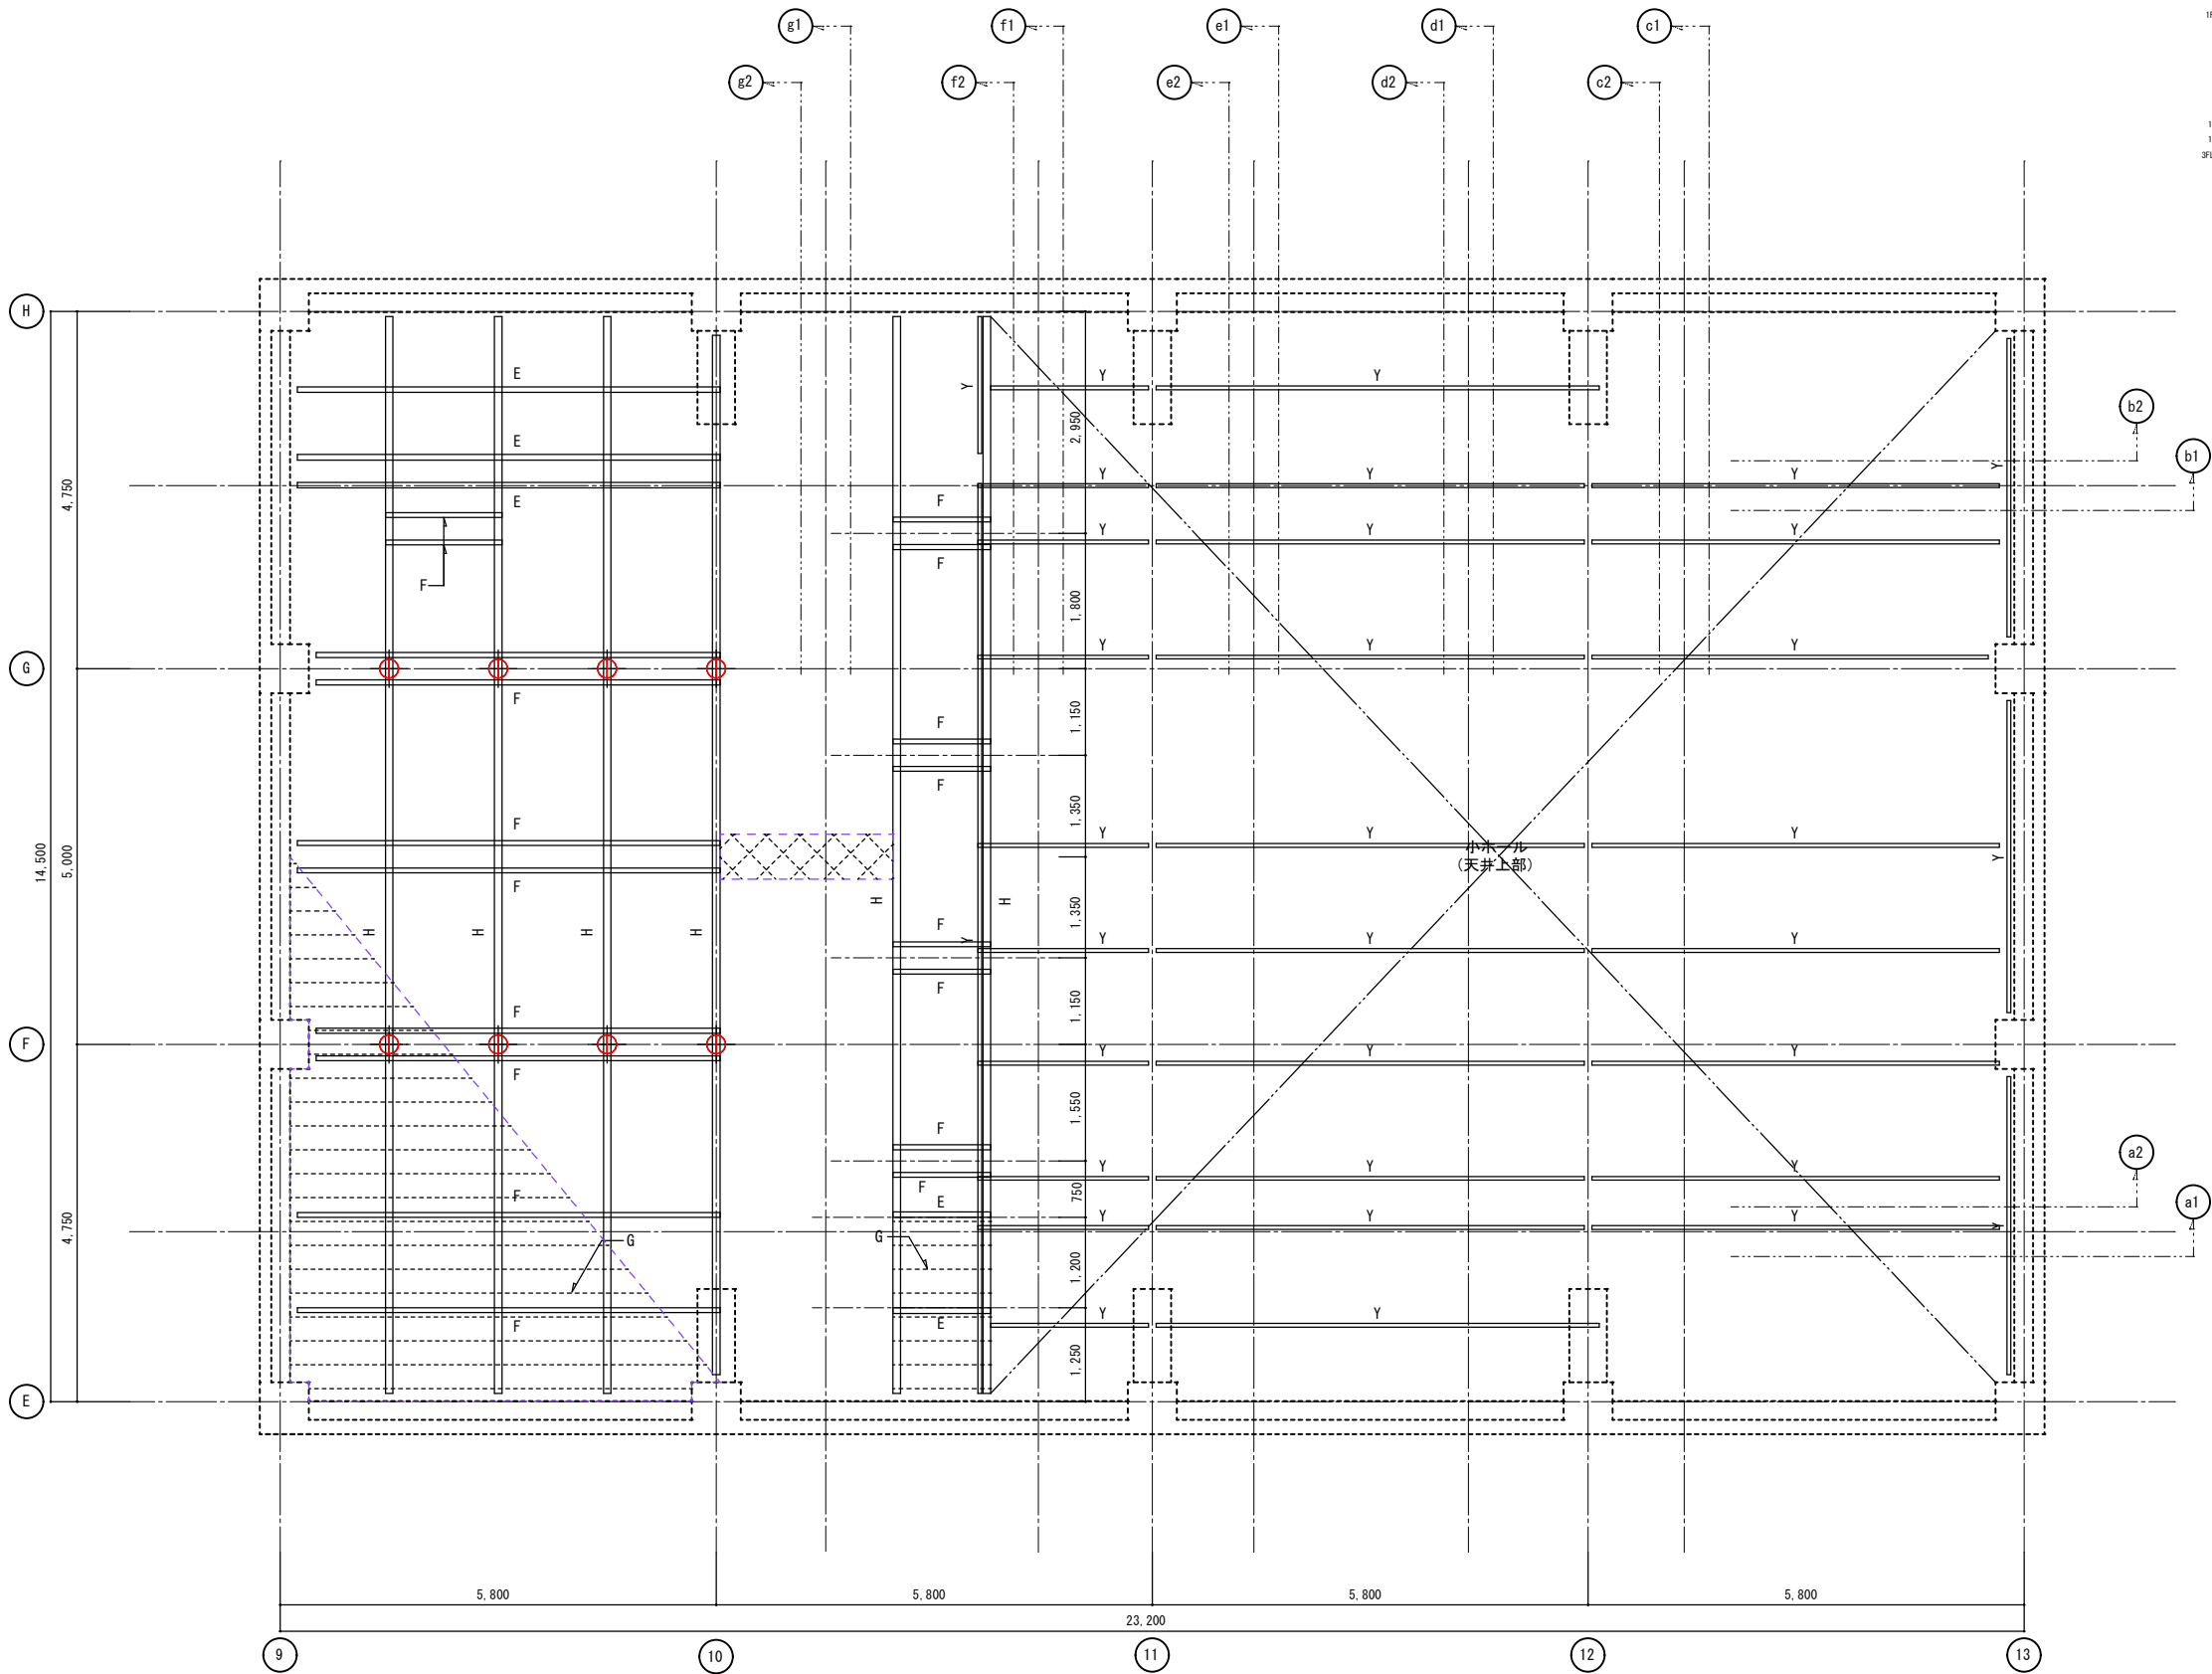 g1
f1
e1
d1
c1
g2
f2
e2
d2
c2
3FL
H
E
Y
Y
Y
2,950
b2
E
b1
4,750
E
Y
Y
Y
Y
F
Y
Y
Y
F
F
1,800
G
Y
Y
Y
F
F
1,150
F
F
1,350
Y
Y
Y
14,500
5,000
小ホール
(天井上部)
Y
F
H
H
H
H
H
H
F
1,350
Y
Y
Y
Y
F
F
1,150
F
Y
Y
Y
F
F
1,550
a2
Y
Y
Y
F
F
E
750
a1
Y
Y
Y
Y
4,750
G
G
1,200
F
E
Y
Y
1,250
E
5,800
5,800
5,800
5,800
23,200
9
10
11
12
13